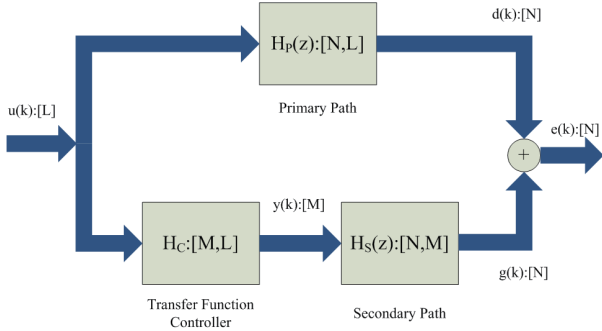 d(k):[N]
H_P(z):[N,L]
u(k):[L]
Primary Path
e(k):[N]
+
y(k):[M]
H_C:[M,L]
H_S(z):[N,M]
g(k):[N]
Transfer Function
Controller
Secondary Path